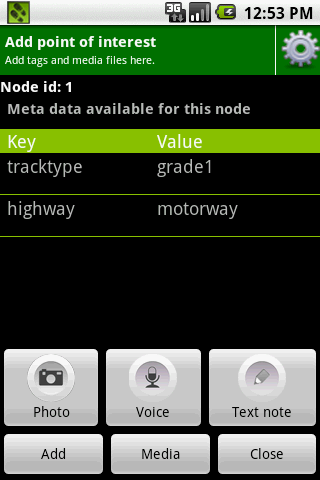 3G
12:53 PM
Add point of interest
Add tags and media files here.
Node id: 1
Meta data available for this node
Key Value
tracktype grade1
highway motorway
Photo Voice Text note
Add Media Close